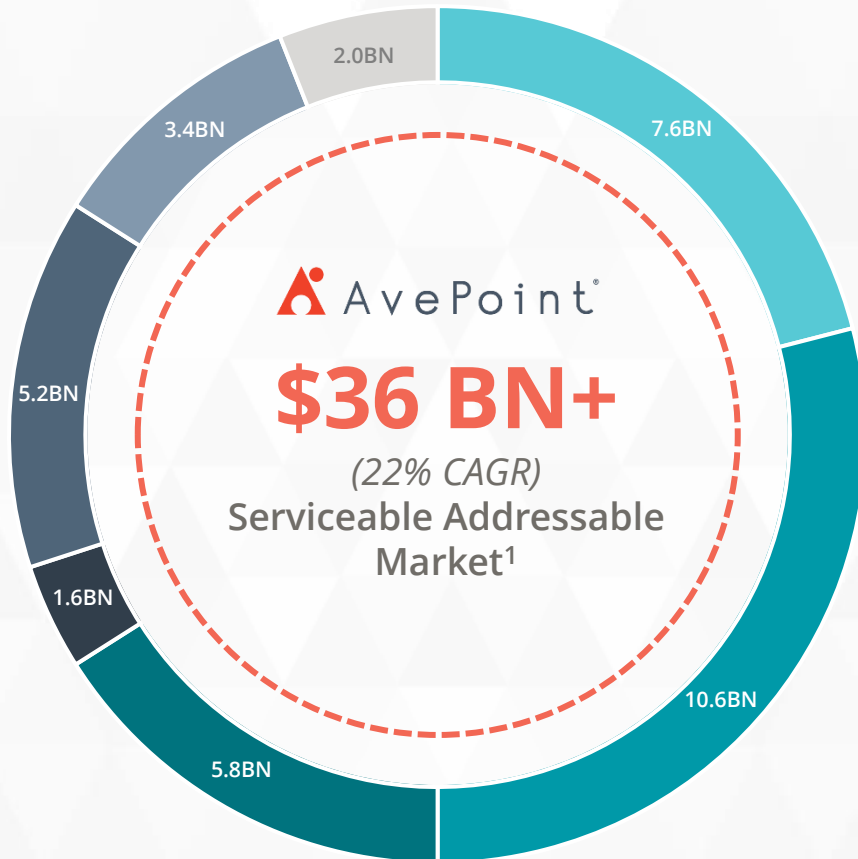 2.0BN
7.6BN
3.4BN
AvePoint®
$36 BN+
5.2BN
(22% CAGR)
Serviceable Addressable
Market¹
1.6BN
10.6BN
5.8BN